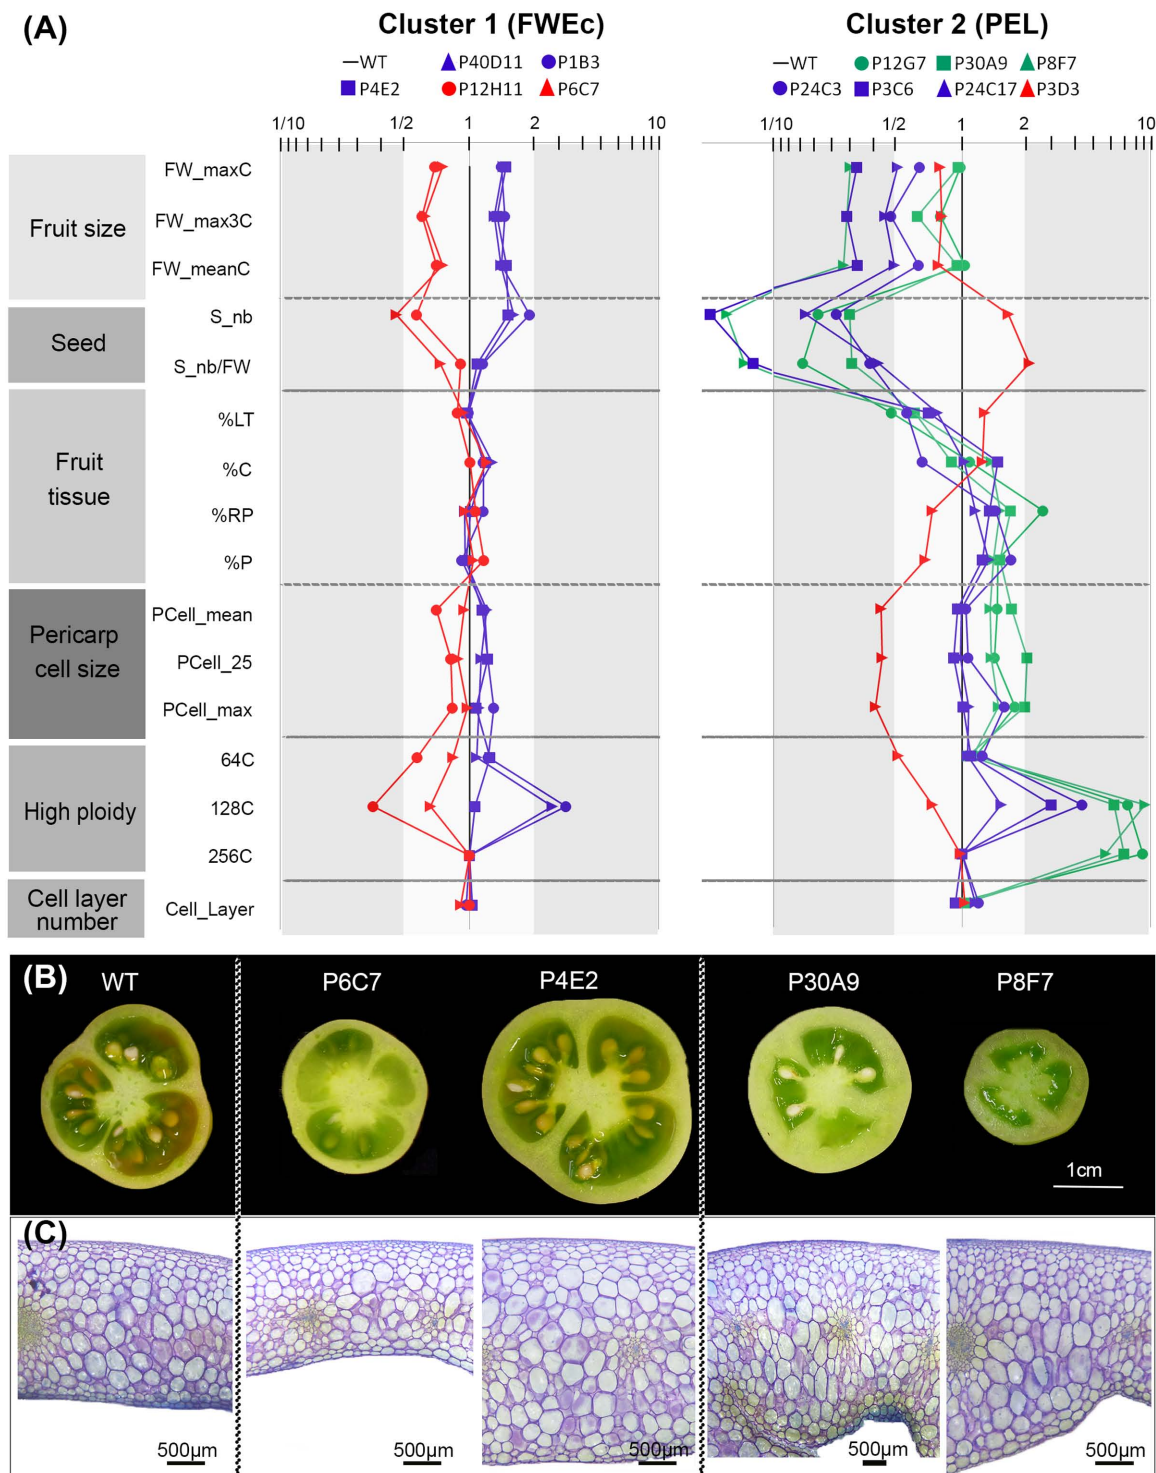 (A)
Cluster 1 (FWEc)
WT P40D11 P1B3
P4E2 P12H11 P6C7
1/10 1/2 1 2 10
Cluster 2 (PEL)
WT P12G7 P30A9 P8F7
P24C3 P3C6 P24C17 P3D3
1/10 1/2 1 2 10
Fruit size
FW_maxC
FW_max3C
FW_meanC
Seed
S_nb
S_nb/FW
Fruit
tissue
%LT
%C
%RP
%P
Pericarp
cell size
PCell_mean
PCell_25
PCell_max
High ploidy
64C
128C
256C
Cell layer
number
Cell_Layer
(B)
WT
P6C7
P4E2
P30A9
P8F7
1cm
(C)
500µm
500µm
500µm
500µm
500µm